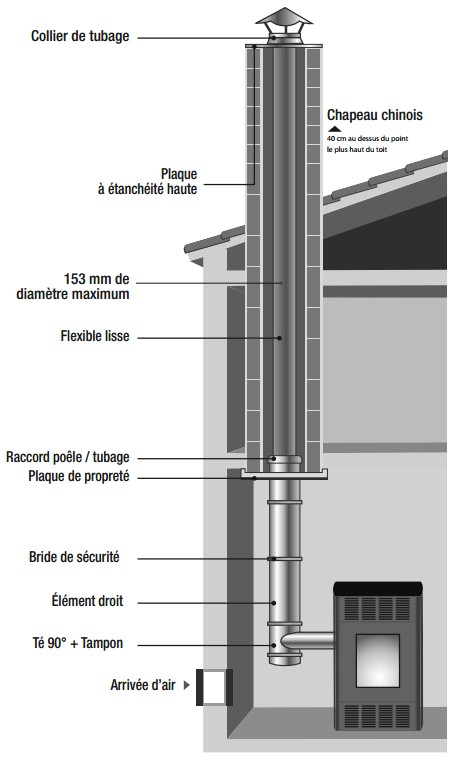 Collier de tubage
Chapeau chinois
40 cm au dessus du point
le plus haut du toit
Plaque
à étanchéité haute
153 mm de
diamètre maximum
Flexible lisse
Raccord poêle / tubage
Plaque de propreté
Bride de sécurité
Élément droit
Té 90° + Tampon
Arrivée d'air